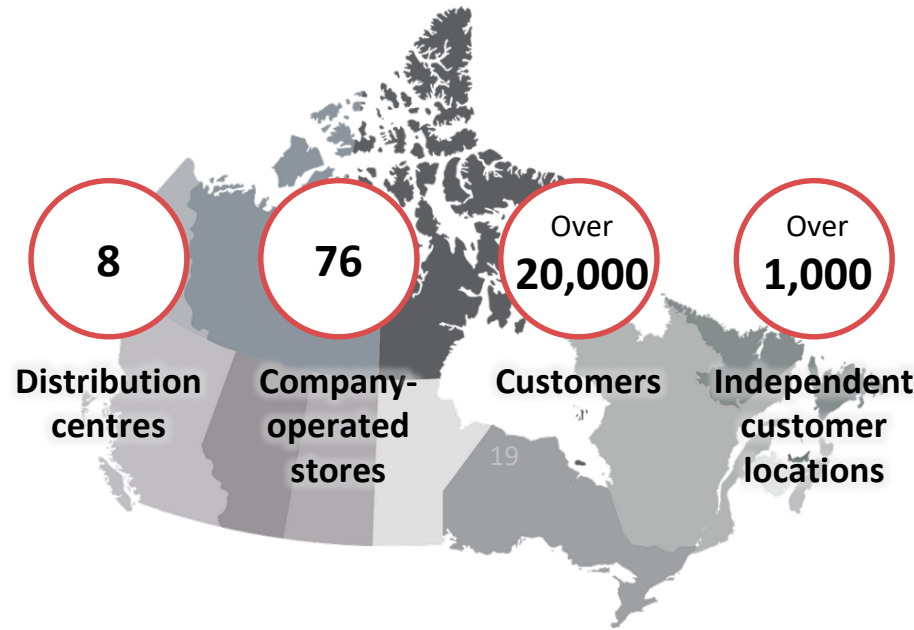 8
Distribution
centres
76
Company-
operated
stores
Over
20,000
Customers
Over
1,000
Independent
customer
locations
19